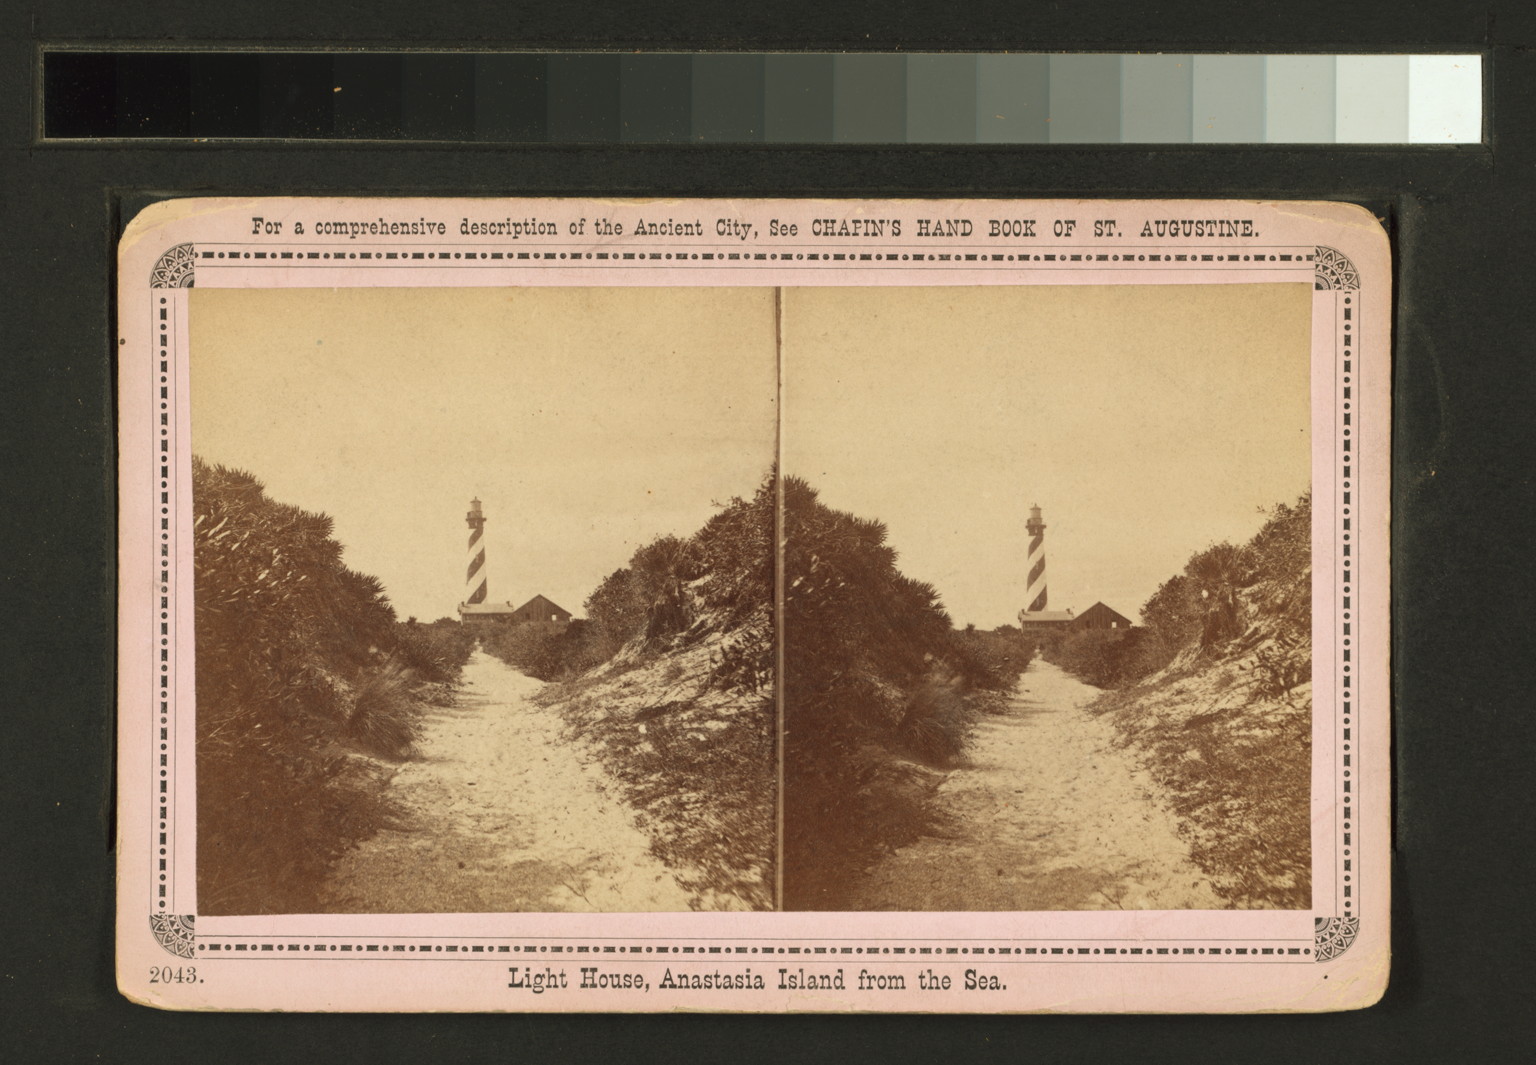 For a comprehensive description of the Ancient City, See CHAPIN'S HAND BOOK OF ST. AUGUSTINE.
2043.
Light House, Anastasia Island from the Sea.